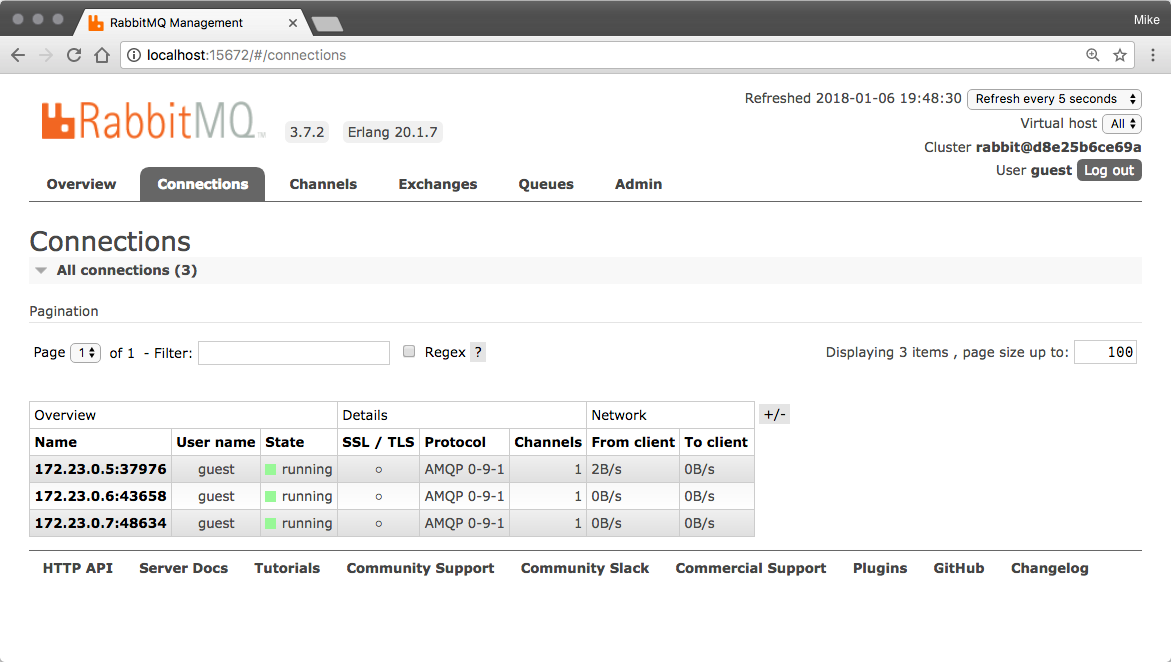 RabbitMQ Management
Mike
localhost:15672/#/connections
RabbitMQ TM 3.7.2 Erlang 20.1.7
Refreshed 2018-01-06 19:48:30 Refresh every 5 seconds
Virtual host All
Cluster rabbit@d8e25b6ce69a
User guest Log out
Overview Connections Channels Exchanges Queues Admin
Connections
All connections (3)
Pagination
Page 1 of 1 - Filter: Regex ? Displaying 3 items , page size up to: 100
Overview Details Network +/-
Name User name State SSL / TLS Protocol Channels From client To client
172.23.0.5:37976 guest running ○ AMQP 0-9-1 1 2B/s 0B/s
172.23.0.6:43658 guest running ○ AMQP 0-9-1 1 0B/s 0B/s
172.23.0.7:48634 guest running ○ AMQP 0-9-1 1 0B/s 0B/s
HTTP API Server Docs Tutorials Community Support Community Slack Commercial Support Plugins GitHub Changelog